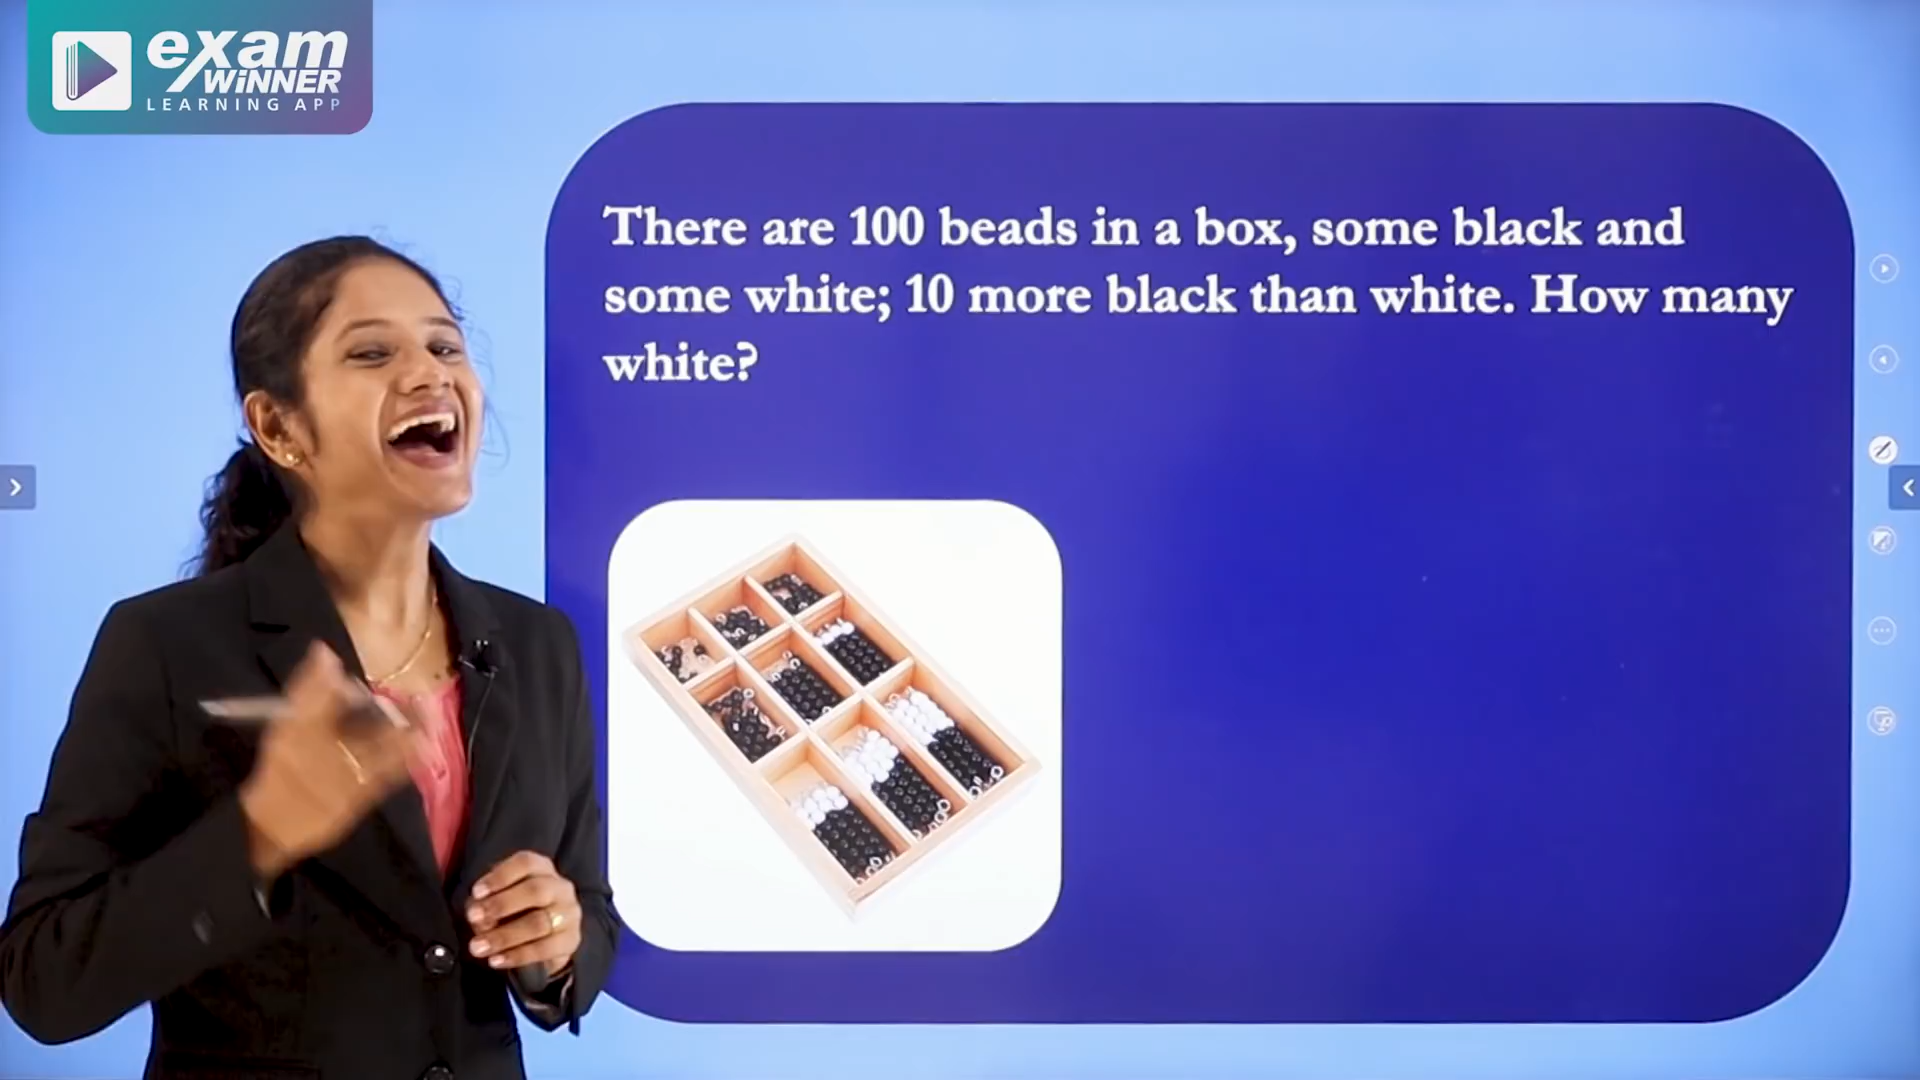 exam
WiNNER
LEARNING APP
There are 100 beads in a box, some black and
some white; 10 more black than white. How many
white?